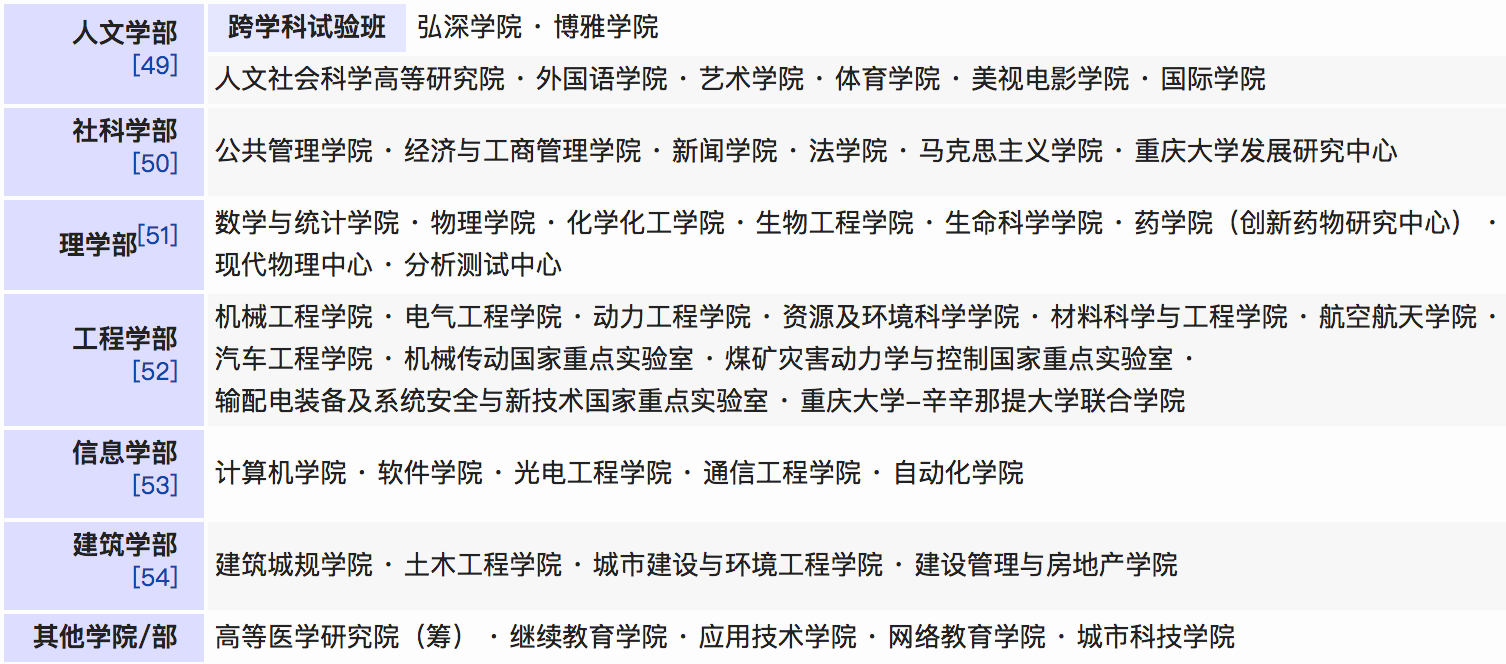 人文学部
[49]
跨学科试验班 弘深学院 · 博雅学院
人文社会科学高等研究院 · 外国语学院 · 艺术学院 · 体育学院 · 美视电影学院 · 国际学院
社科学部
[50]
公共管理学院 · 经济与工商管理学院 · 新闻学院 · 法学院 · 马克思主义学院 · 重庆大学发展研究中心
理学部[51]
数学与统计学院 · 物理学院 · 化学化工学院 · 生物工程学院 · 生命科学学院 · 药学院（创新药物研究中心） ·
现代物理中心 · 分析测试中心
工程学部
[52]
机械工程学院 · 电气工程学院 · 动力工程学院 · 资源及环境科学学院 · 材料科学与工程学院 · 航空航天学院 ·
汽车工程学院 · 机械传动国家重点实验室 · 煤矿灾害动力学与控制国家重点实验室 ·
输配电装备及系统安全与新技术国家重点实验室 · 重庆大学–辛辛那提大学联合学院
信息学部
[53]
计算机学院 · 软件学院 · 光电工程学院 · 通信工程学院 · 自动化学院
建筑学部
[54]
建筑城规学院 · 土木工程学院 · 城市建设与环境工程学院 · 建设管理与房地产学院
其他学院/部
高等医学研究院（筹） · 继续教育学院 · 应用技术学院 · 网络教育学院 · 城市科技学院